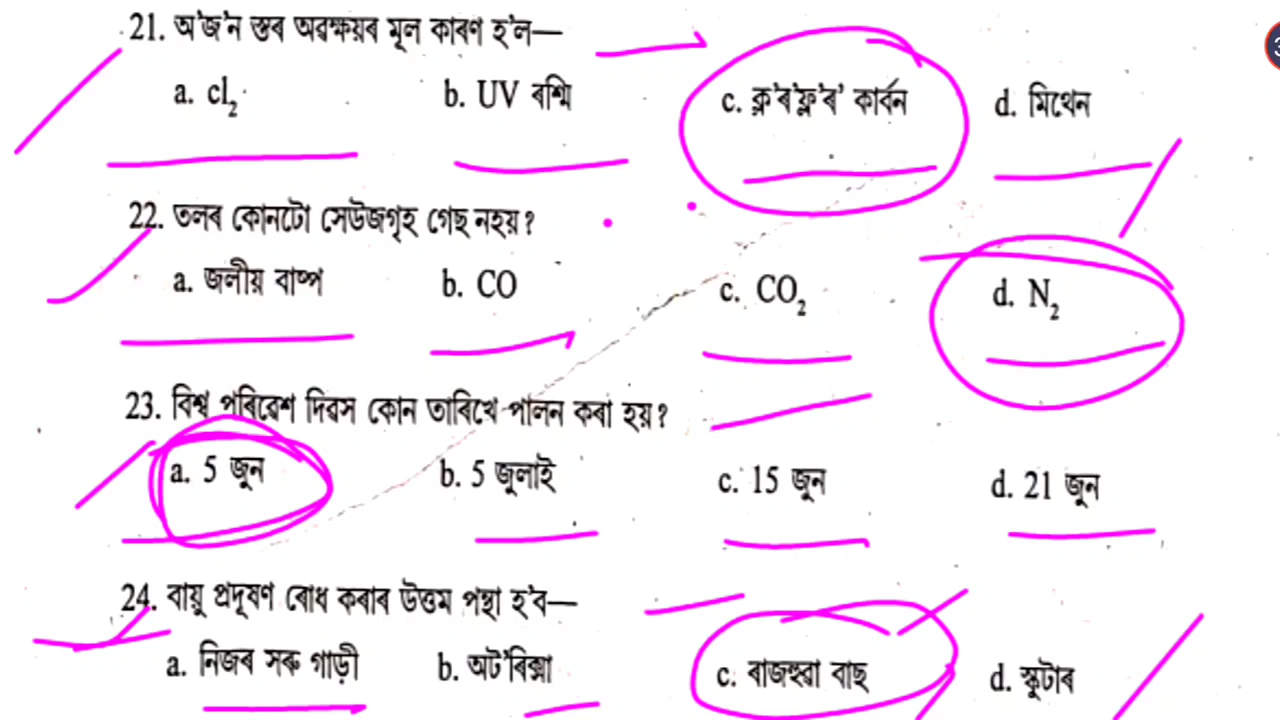 21. অ'জ'ন স্তৰ অৱক্ষয়ৰ মূল কাৰণ হ'ল—
a. cl₂ b. UV ৰশ্মি c. ক্ল'ৰ'ফ্ল'ৰ' কাৰ্বন d. মিথেন
22. তলৰ কোনটো সেউজগৃহ গেছ নহয়?
a. জলীয় বাষ্প b. CO c. CO₂ d. N₂
23. বিশ্ব পৰিৱেশ দিৱস কোন তাৰিখে পালন কৰা হয়?
a. 5 জুন b. 5 জুলাই c. 15 জুন d. 21 জুন
24. বায়ু প্ৰদূষণ ৰোধ কৰাৰ উত্তম পন্থা হ'ব—
a. নিজৰ সৰু গাড়ী b. অট'ৰিক্সা c. ৰাজহুৱা বাছ d. স্কুটাৰ